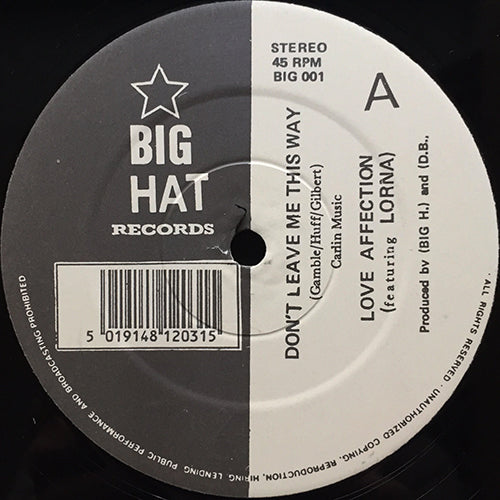 BIG
HAT
RECORDS
5 019148 120315
STEREO
45 RPM
BIG 001
A
DON'T LEAVE ME THIS WAY
(Gamble/Huff/Gilbert)
Carlin Music
LOVE AFFECTION
(featuring LORNA)
Produced by (BIG H.) and (D.B.,
· ALL RIGHTS RESERVED · UNAUTHORIZED COPYING, REPRODUCTION, HIRING, LENDING, PUBLIC PERFORMANCE AND BROADCASTING PROHIBITED